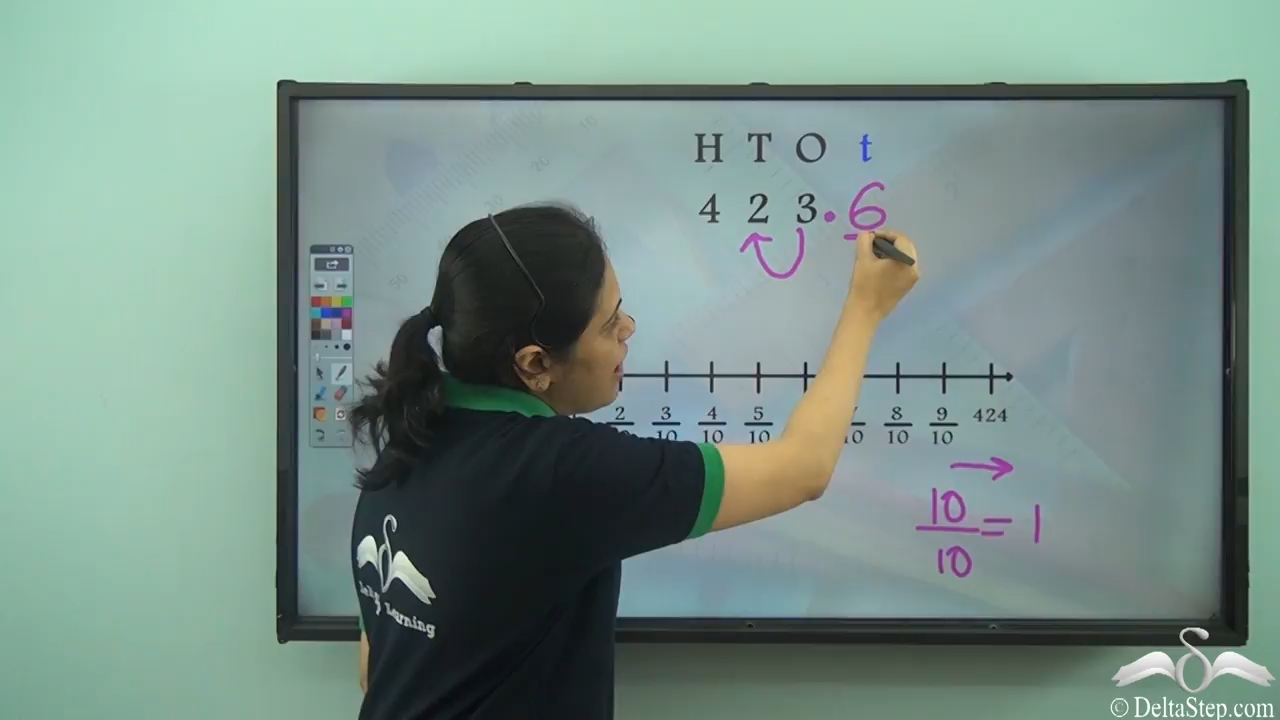 H T O t
4 2 3.6
2/10 3/10 4/10 5/10 7/10 8/10 9/10 424
10/10 = 1
Learning
© DeltaStep.com